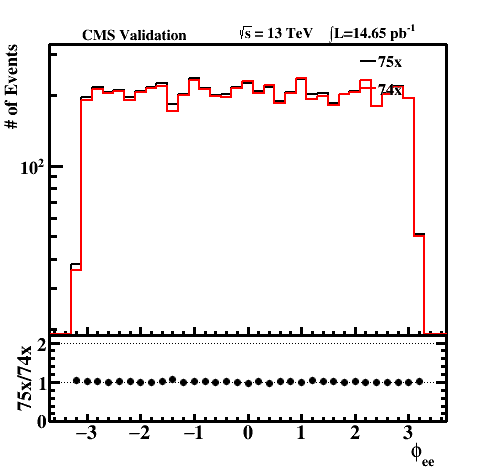 CMS Validation √s = 13 TeV ∫L=14.65 pb⁻¹
75x
74x
# of Events
10²
75x/74x
2
1
0
−3 −2 −1 0 1 2 3
ϕee